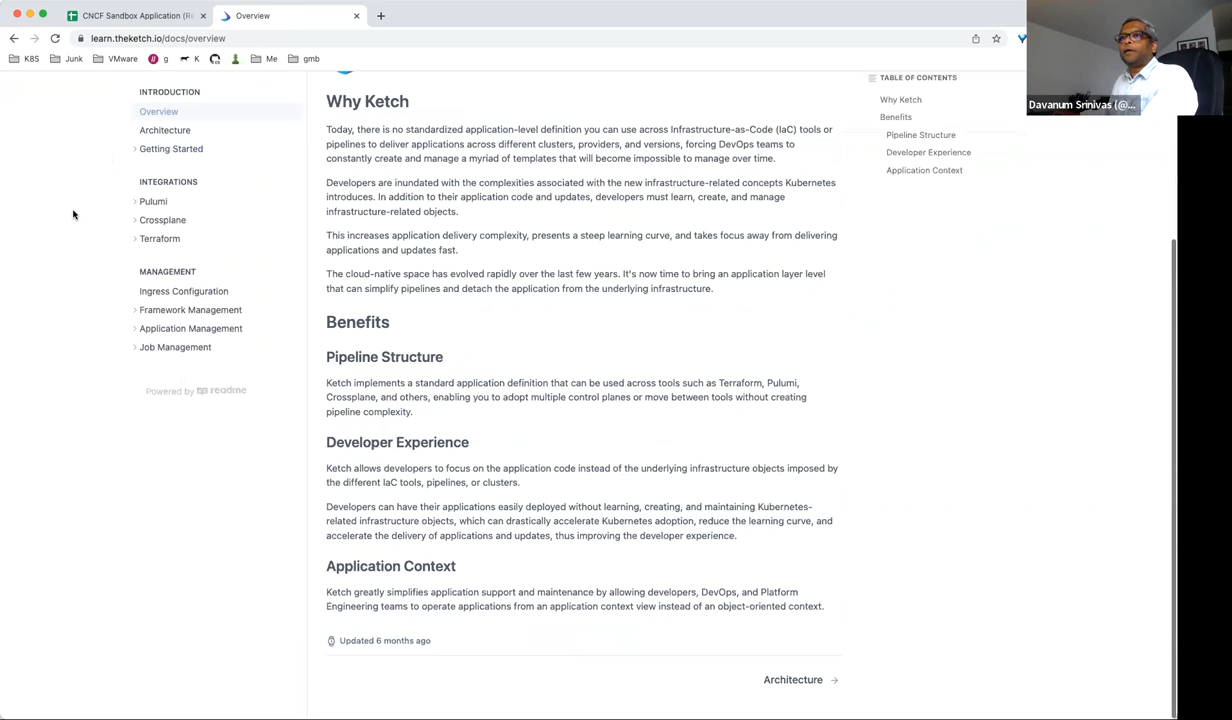 CNCF Sandbox Application (Re
Overview
learn.theketch.io/docs/overview
K8S
Junk
VMware
g
K
Me
gmb
Davanum Srinivas (@...
INTRODUCTION
Overview
Architecture
Getting Started
INTEGRATIONS
Pulumi
Crossplane
Terraform
MANAGEMENT
Ingress Configuration
Framework Management
Application Management
Job Management
Powered by readme
Why Ketch
Today, there is no standardized application-level definition you can use across Infrastructure-as-Code (IaC) tools or
pipelines to deliver applications across different clusters, providers, and versions, forcing DevOps teams to
constantly create and manage a myriad of templates that will become impossible to manage over time.
Developers are inundated with the complexities associated with the new infrastructure-related concepts Kubernetes
introduces. In addition to their application code and updates, developers must learn, create, and manage
infrastructure-related objects.
This increases application delivery complexity, presents a steep learning curve, and takes focus away from delivering
applications and updates fast.
The cloud-native space has evolved rapidly over the last few years. It's now time to bring an application layer level
that can simplify pipelines and detach the application from the underlying infrastructure.
Benefits
Pipeline Structure
Ketch implements a standard application definition that can be used across tools such as Terraform, Pulumi,
Crossplane, and others, enabling you to adopt multiple control planes or move between tools without creating
pipeline complexity.
Developer Experience
Ketch allows developers to focus on the application code instead of the underlying infrastructure objects imposed by
the different IaC tools, pipelines, or clusters.
Developers can have their applications easily deployed without learning, creating, and maintaining Kubernetes-
related infrastructure objects, which can drastically accelerate Kubernetes adoption, reduce the learning curve, and
accelerate the delivery of applications and updates, thus improving the developer experience.
Application Context
Ketch greatly simplifies application support and maintenance by allowing developers, DevOps, and Platform
Engineering teams to operate applications from an application context view instead of an object-oriented context.
Updated 6 months ago
Architecture
TABLE OF CONTENTS
Why Ketch
Benefits
Pipeline Structure
Developer Experience
Application Context